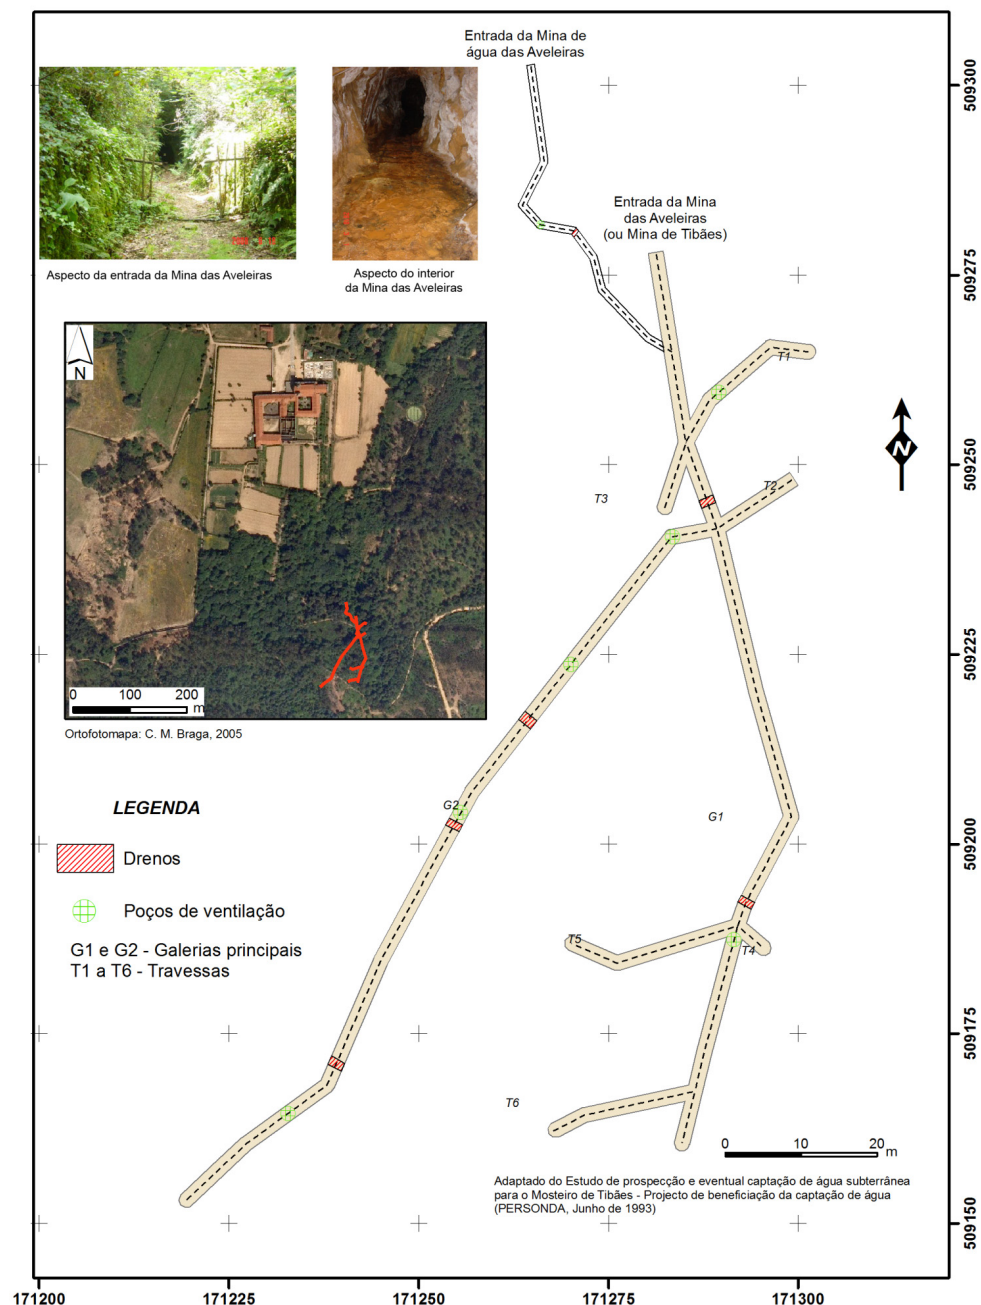 Entrada da Mina de
água das Aveleiras
Entrada da Mina
das Aveleiras
(ou Mina de Tibães)
Aspecto da entrada da Mina das Aveleiras
Aspecto do interior
da Mina das Aveleiras
T1
T2
T3
N
N
0 100 200
m
Ortofotomapa: C. M. Braga, 2005
G2
G1
LEGENDA
Drenos
Poços de ventilação
G1 e G2 - Galerias principais
T1 a T6 - Travessas
T5
T4
T6
0 10 20
m
Adaptado do Estudo de prospecção e eventual captação de água subterrânea
para o Mosteiro de Tibães - Projecto de beneficiação da captação de água
(PERSONDA, Junho de 1993)
509300
509275
509250
509225
509200
509175
509150
171200 171225 171250 171275 171300